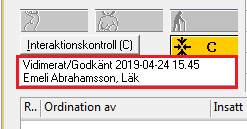 Interaktionskontroll (C)
C
Vidimerat/Godkänt 2019-04-24 15.45
Emeli Abrahamsson, Läk
R.. Ordination av Insatt